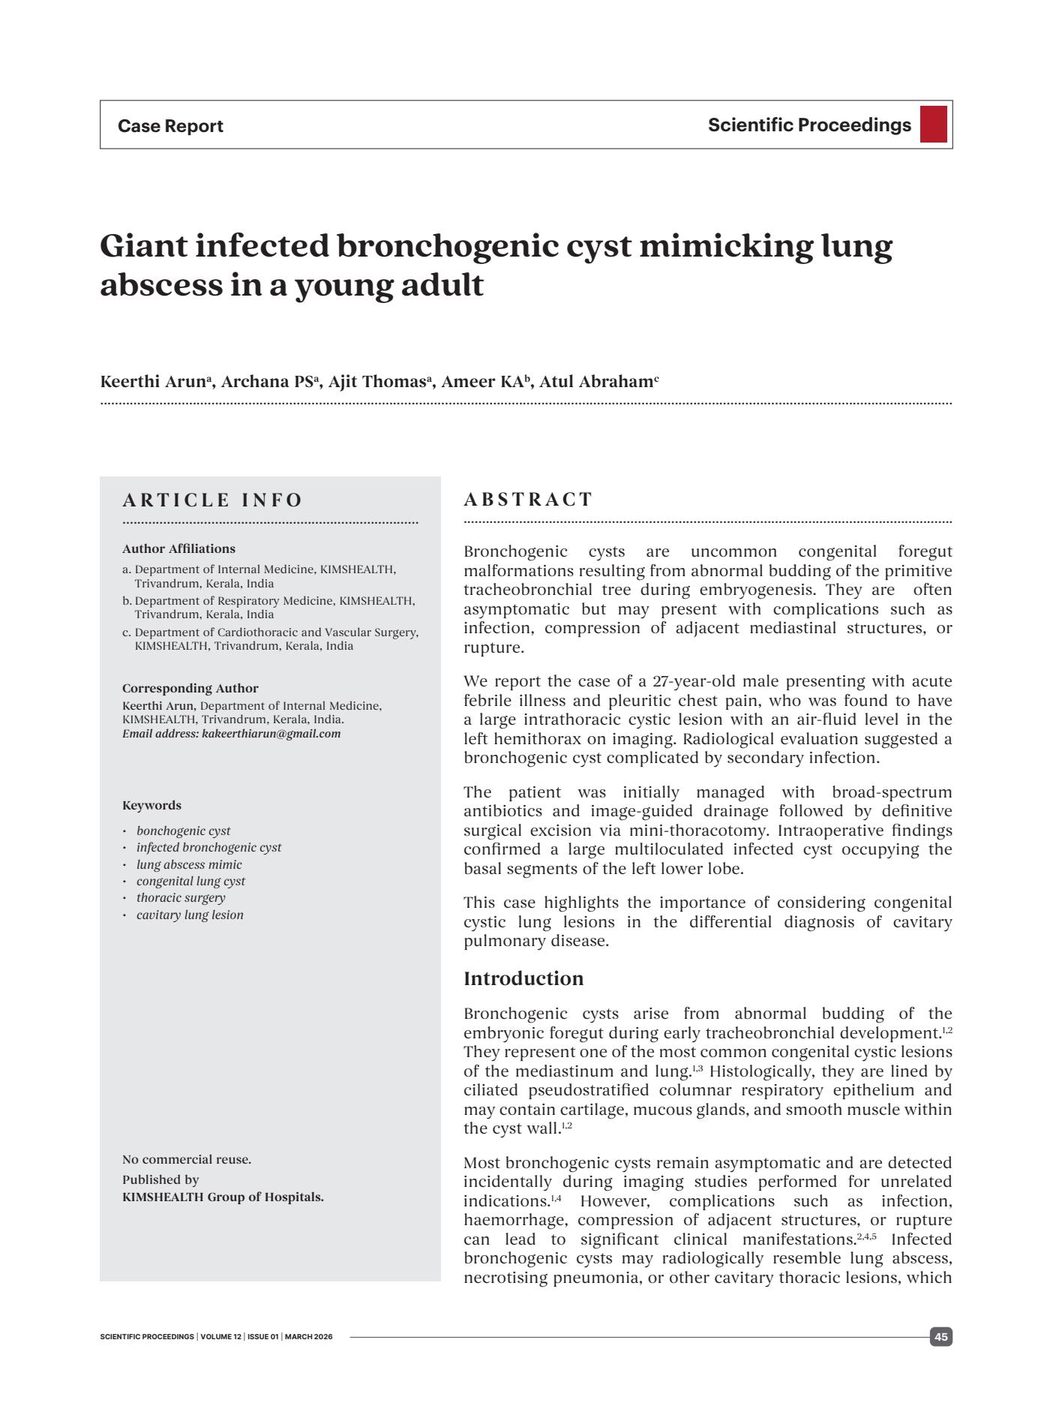 Case Report
Scientific Proceedings
Giant infected bronchogenic cyst mimicking lung
abscess in a young adult
Keerthi Arunᵃ, Archana PSᵃ, Ajit Thomasᵃ, Ameer KAᵇ, Atul Abrahamᶜ
ARTICLE INFO
Author Affiliations
a. Department of Internal Medicine, KIMSHEALTH,
Trivandrum, Kerala, India
b. Department of Respiratory Medicine, KIMSHEALTH,
Trivandrum, Kerala, India
c. Department of Cardiothoracic and Vascular Surgery,
KIMSHEALTH, Trivandrum, Kerala, India
Corresponding Author
Keerthi Arun, Department of Internal Medicine,
KIMSHEALTH, Trivandrum, Kerala, India.
Email address: kakeerthiarun@gmail.com
Keywords
· bonchogenic cyst
· infected bronchogenic cyst
· lung abscess mimic
· congenital lung cyst
· thoracic surgery
· cavitary lung lesion
No commercial reuse.
Published by
KIMSHEALTH Group of Hospitals.
ABSTRACT
Bronchogenic cysts are uncommon congenital foregut
malformations resulting from abnormal budding of the primitive
tracheobronchial tree during embryogenesis. They are often
asymptomatic but may present with complications such as
infection, compression of adjacent mediastinal structures, or
rupture.
We report the case of a 27-year-old male presenting with acute
febrile illness and pleuritic chest pain, who was found to have
a large intrathoracic cystic lesion with an air-fluid level in the
left hemithorax on imaging. Radiological evaluation suggested a
bronchogenic cyst complicated by secondary infection.
The patient was initially managed with broad-spectrum
antibiotics and image-guided drainage followed by definitive
surgical excision via mini-thoracotomy. Intraoperative findings
confirmed a large multiloculated infected cyst occupying the
basal segments of the left lower lobe.
This case highlights the importance of considering congenital
cystic lung lesions in the differential diagnosis of cavitary
pulmonary disease.
Introduction
Bronchogenic cysts arise from abnormal budding of the
embryonic foregut during early tracheobronchial development.¹,²
They represent one of the most common congenital cystic lesions
of the mediastinum and lung.¹,³ Histologically, they are lined by
ciliated pseudostratified columnar respiratory epithelium and
may contain cartilage, mucous glands, and smooth muscle within
the cyst wall.¹,²
Most bronchogenic cysts remain asymptomatic and are detected
incidentally during imaging studies performed for unrelated
indications.¹,⁴ However, complications such as infection,
haemorrhage, compression of adjacent structures, or rupture
can lead to significant clinical manifestations.²,⁴,⁵ Infected
bronchogenic cysts may radiologically resemble lung abscess,
necrotising pneumonia, or other cavitary thoracic lesions, which
SCIENTIFIC PROCEEDINGS | VOLUME 12 | ISSUE 01 | MARCH 2026
45